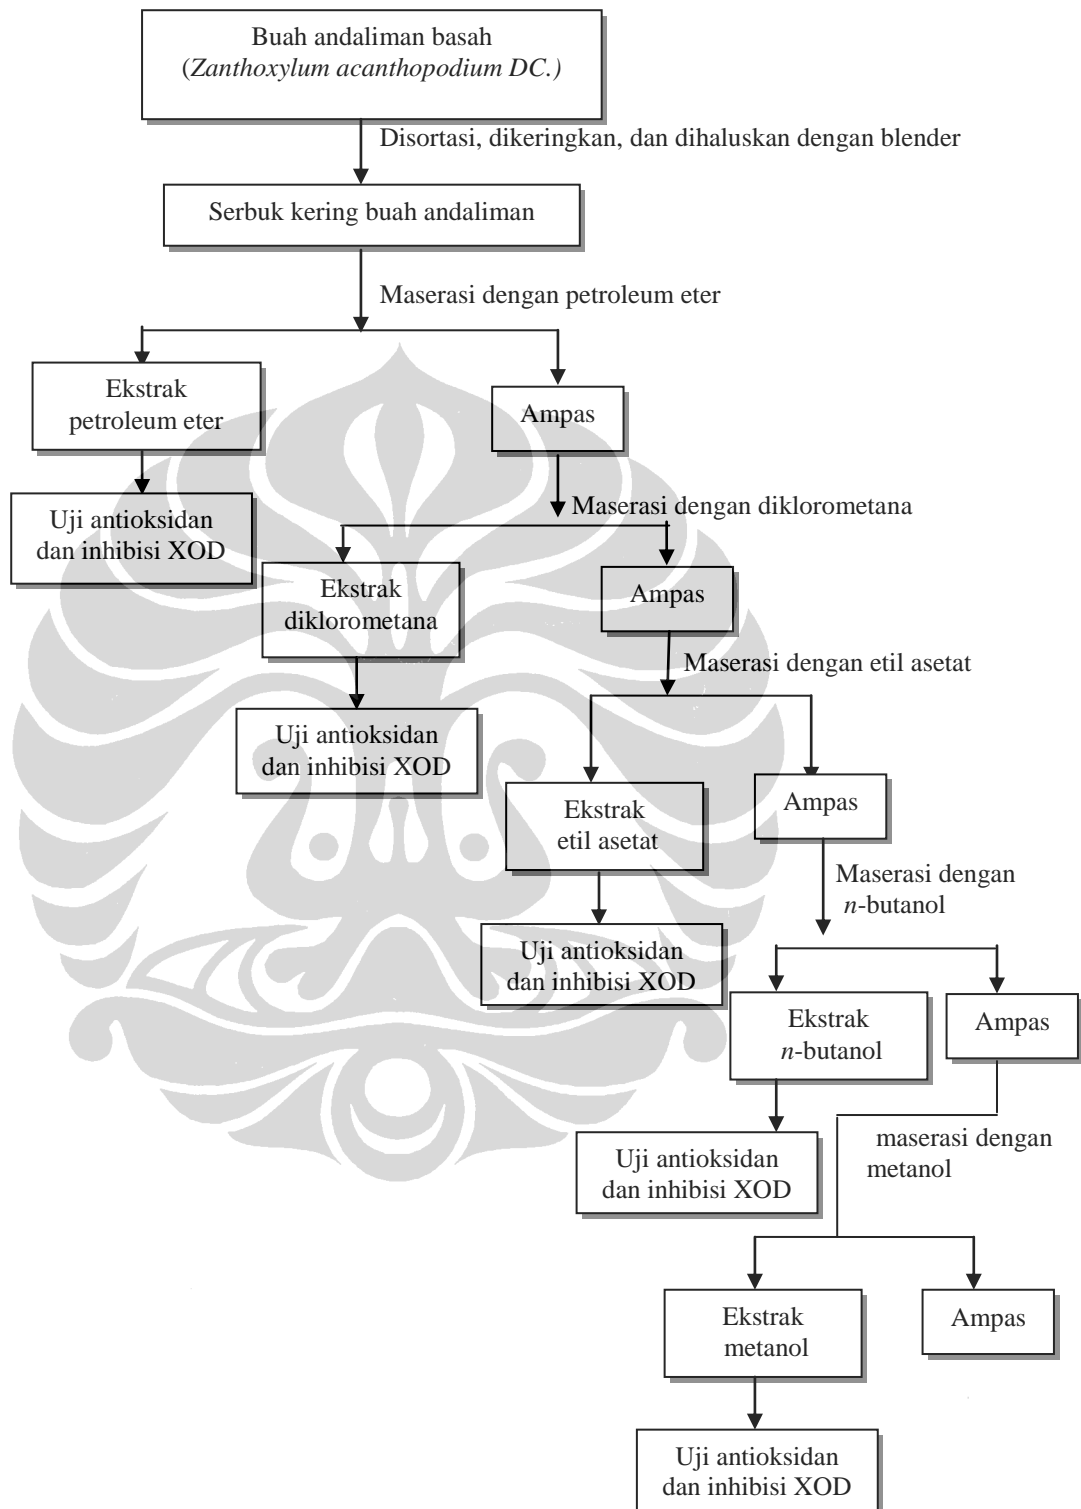 Buah andaliman basah
(Zanthoxylum acanthopodium DC.)
Disortasi, dikeringkan, dan dihaluskan dengan blender
Serbuk kering buah andaliman
Maserasi dengan petroleum eter
Ekstrak
petroleum eter
Ampas
Uji antioksidan
dan inhibisi XOD
Maserasi dengan diklorometana
Ekstrak
diklorometana
Ampas
Uji antioksidan
dan inhibisi XOD
Maserasi dengan etil asetat
Ekstrak
etil asetat
Ampas
Uji antioksidan
dan inhibisi XOD
Maserasi dengan
n-butanol
Ekstrak
n-butanol
Ampas
Uji antioksidan
dan inhibisi XOD
maserasi dengan
metanol
Ekstrak
metanol
Ampas
Uji antioksidan
dan inhibisi XOD